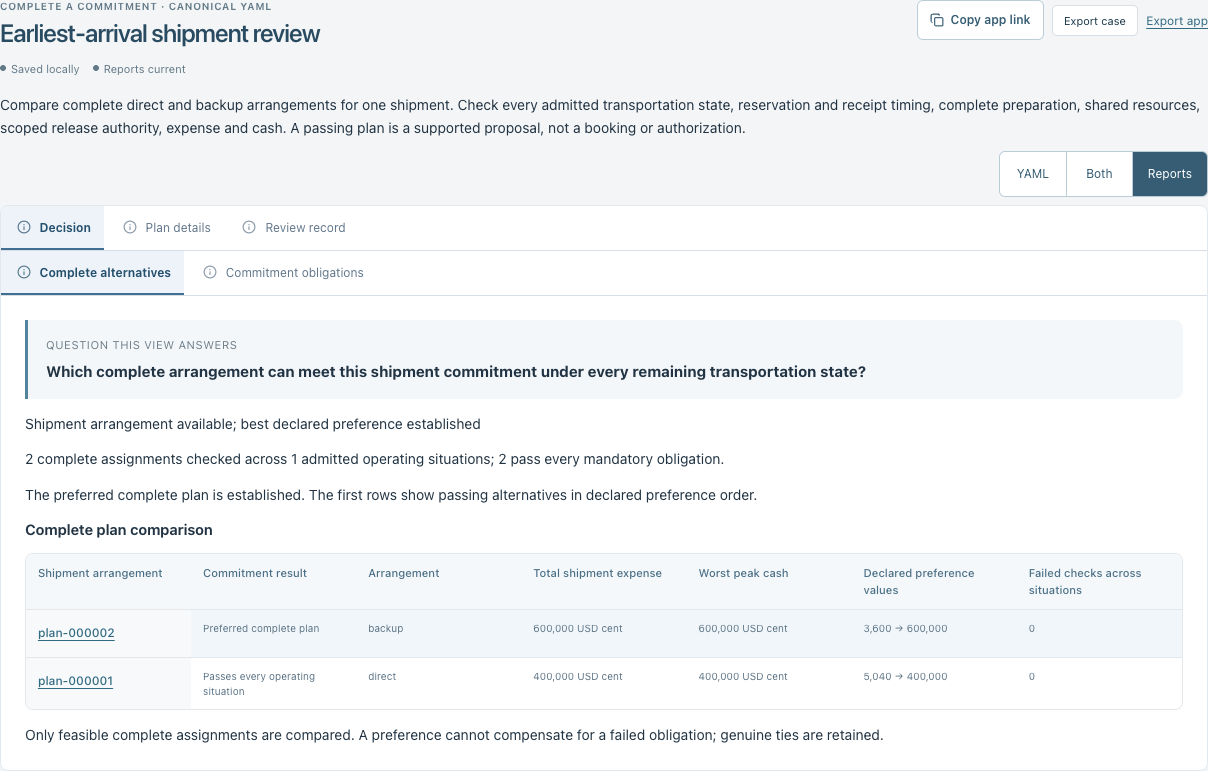 COMPLETE A COMMITMENT · CANONICAL YAML
Earliest-arrival shipment review
Copy app link
Export case
Export app
Saved locally
Reports current
Compare complete direct and backup arrangements for one shipment. Check every admitted transportation state, reservation and receipt timing, complete preparation, shared resources,
scoped release authority, expense and cash. A passing plan is a supported proposal, not a booking or authorization.
YAML
Both
Reports
Decision
Plan details
Review record
Complete alternatives
Commitment obligations
QUESTION THIS VIEW ANSWERS
Which complete arrangement can meet this shipment commitment under every remaining transportation state?
Shipment arrangement available; best declared preference established
2 complete assignments checked across 1 admitted operating situations; 2 pass every mandatory obligation.
The preferred complete plan is established. The first rows show passing alternatives in declared preference order.
Complete plan comparison
Shipment arrangement
Commitment result
Arrangement
Total shipment expense
Worst peak cash
Declared preference
values
Failed checks across
situations
plan-000002
Preferred complete plan
backup
600,000 USD cent
600,000 USD cent
3,600 → 600,000
0
plan-000001
Passes every operating
situation
direct
400,000 USD cent
400,000 USD cent
5,040 → 400,000
0
Only feasible complete assignments are compared. A preference cannot compensate for a failed obligation; genuine ties are retained.